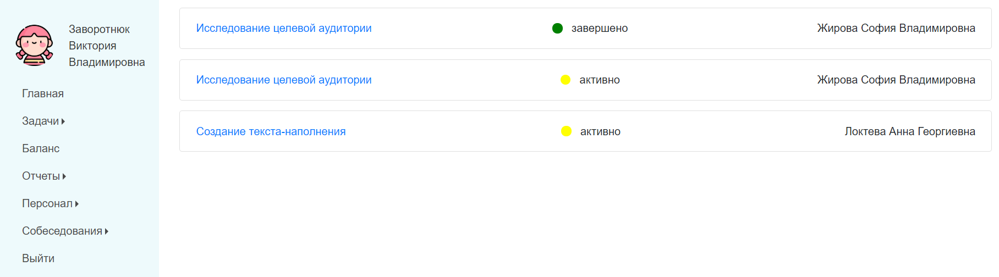 Заворотнюк
Виктория
Владимировна
Главная
Задачи
Баланс
Отчеты
Персонал
Собеседования
Выйти
Исследование целевой аудитории завершено Жирова София Владимировна
Исследование целевой аудитории активно Жирова София Владимировна
Создание текста-наполнения активно Локтева Анна Георгиевна